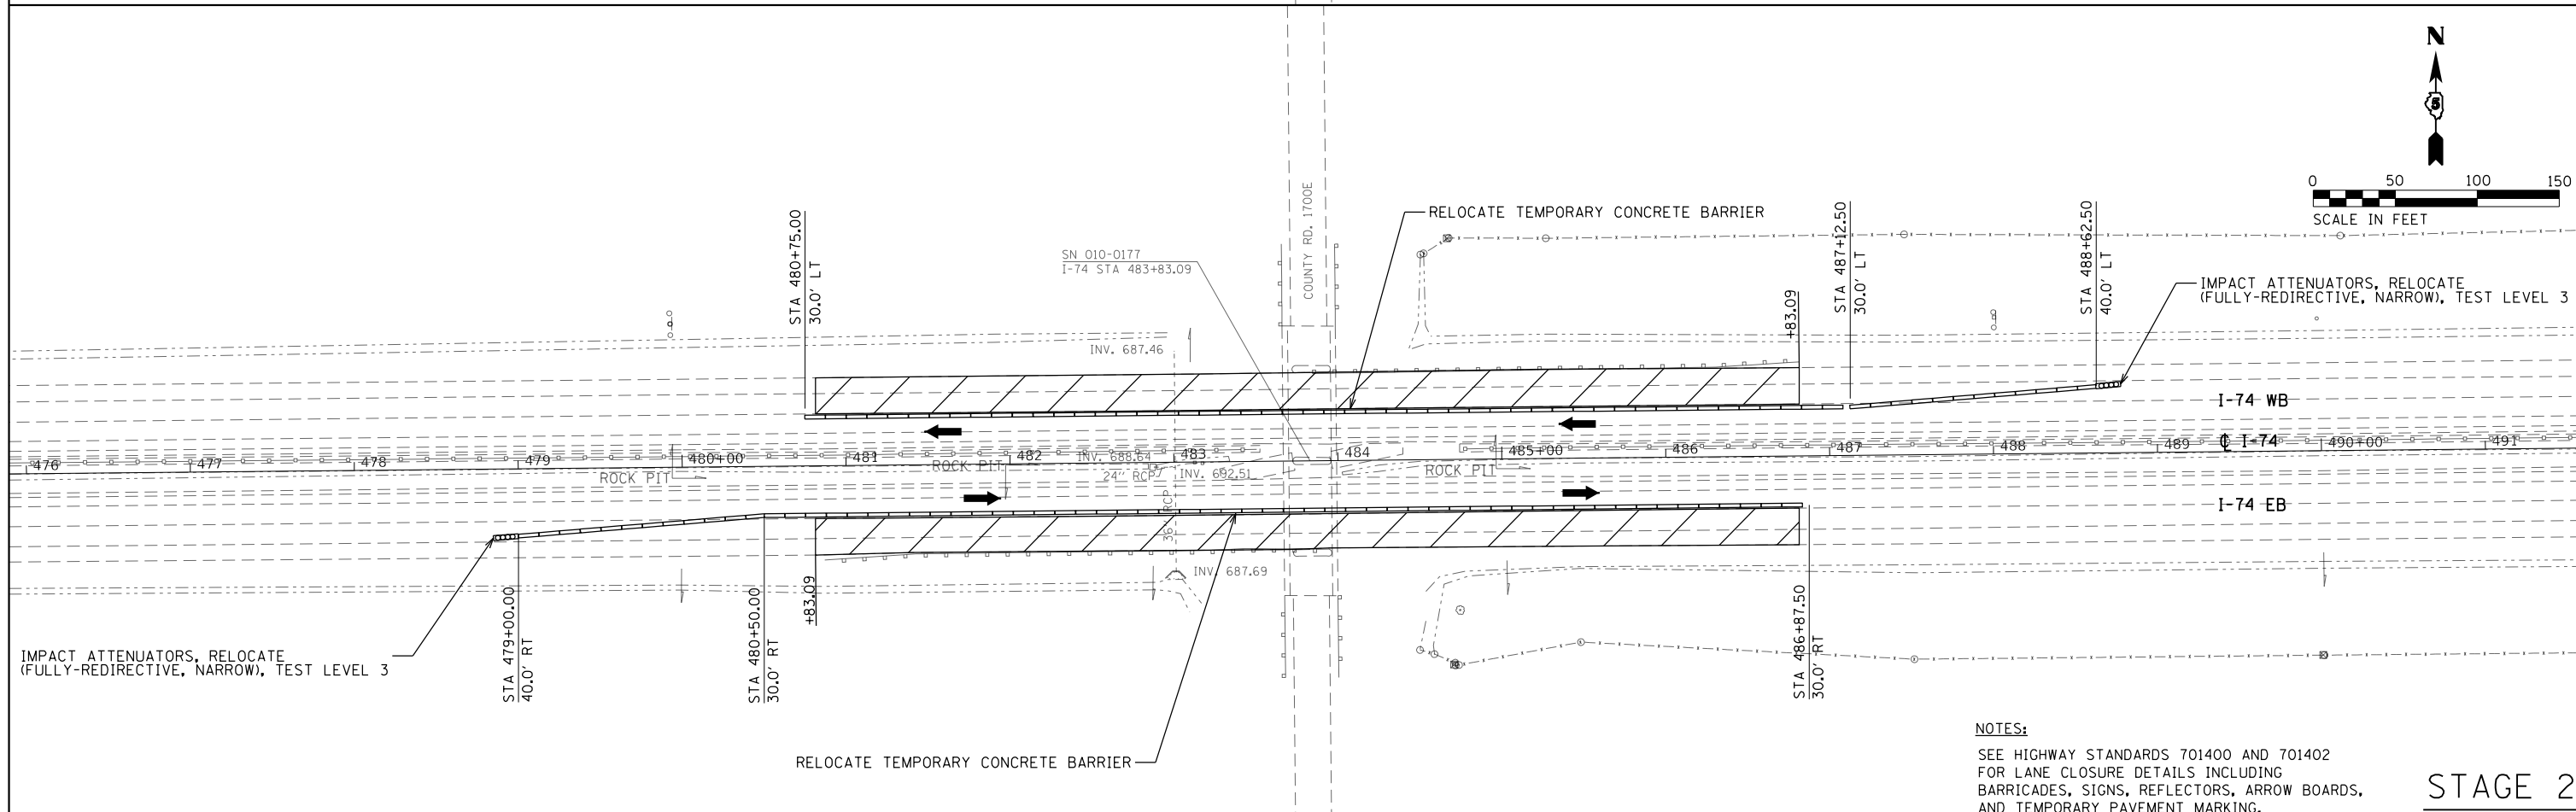 N
5
0 50 100 150
SCALE IN FEET
STA 480+75.00
30.0' LT
SN 010-0177
I-74 STA 483+83.09
COUNTY RD. 1700E
RELOCATE TEMPORARY CONCRETE BARRIER
+83.09
STA 487+12.50
30.0' LT
STA 488+62.50
40.0' LT
IMPACT ATTENUATORS, RELOCATE
(FULLY-REDIRECTIVE, NARROW), TEST LEVEL 3
INV. 687.46
I-74 WB
℄ I-74
476 477 478 479 480+00 481 482 483 484 485+00 486 487 488 489 490+00 491
ROCK PIT
ROCK PIT
INV. 688.64
24" RCP
INV. 692.51
ROCK PIT
I-74 EB
36" RCP
INV. 687.69
IMPACT ATTENUATORS, RELOCATE
(FULLY-REDIRECTIVE, NARROW), TEST LEVEL 3
STA 479+00.00
40.0' RT
STA 480+50.00
30.0' RT
+83.09
STA 486+87.50
30.0' RT
RELOCATE TEMPORARY CONCRETE BARRIER
NOTES:
SEE HIGHWAY STANDARDS 701400 AND 701402
FOR LANE CLOSURE DETAILS INCLUDING
BARRICADES, SIGNS, REFLECTORS, ARROW BOARDS,
AND TEMPORARY PAVEMENT MARKING.
STAGE 2